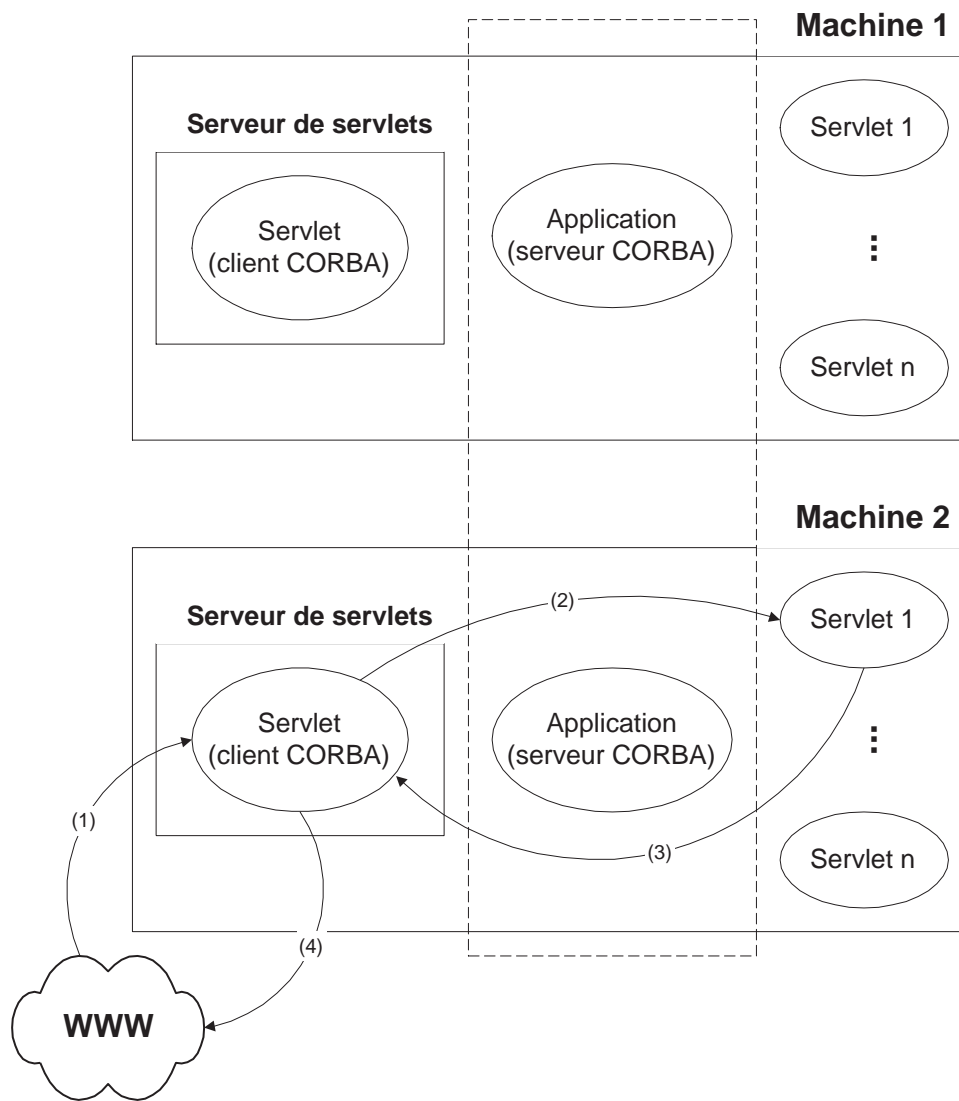 Machine 1
Serveur de servlets
Servlet 1
Servlet
(client CORBA)
Application
(serveur CORBA)
...
Servlet n
Machine 2
Serveur de servlets
(2)
Servlet 1
Servlet
(client CORBA)
Application
(serveur CORBA)
...
(1)
(3)
Servlet n
(4)
WWW